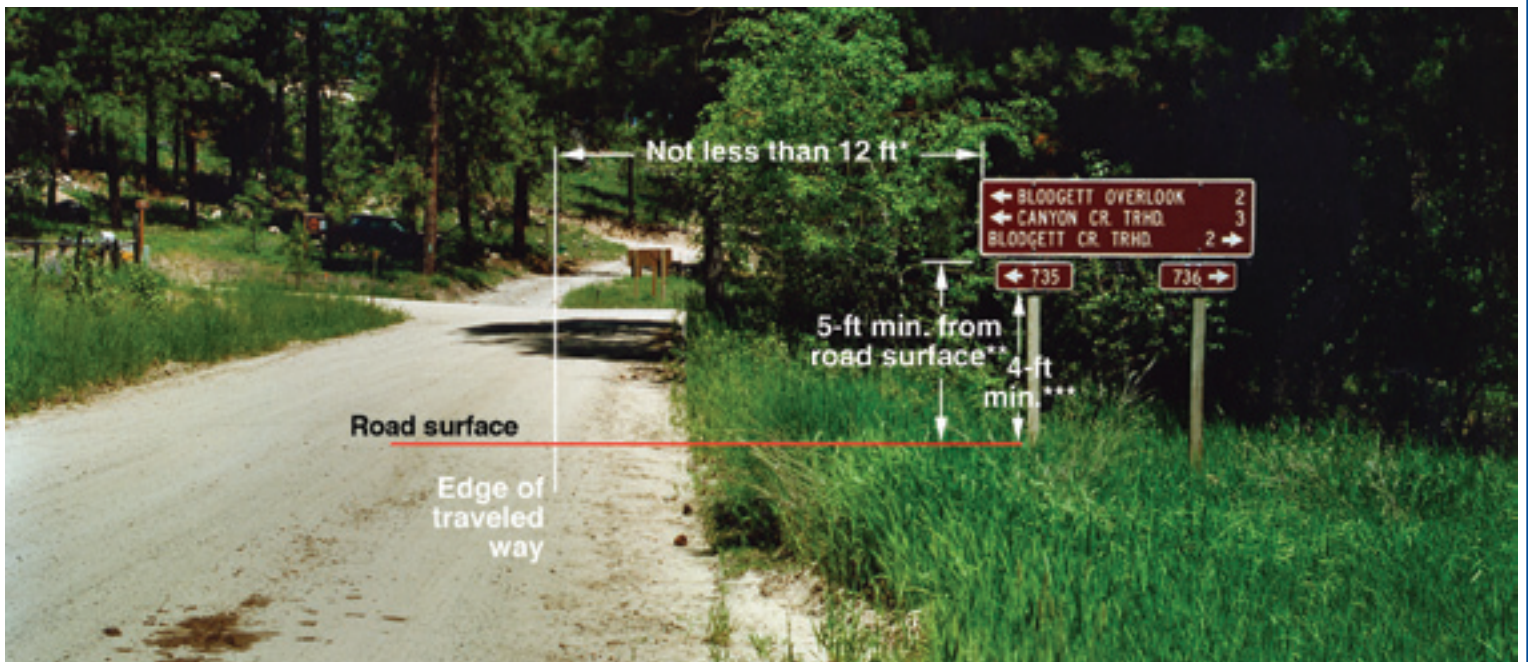 Not less than 12 ft*
← BLODGETT OVERLOOK 2
← CANYON CR. TRHD. 3
BLODGETT CR. TRHD. 2 →
← 735
736 →
5-ft min. from
road surface**
4-ft
min.***
Road surface
Edge of
traveled
way